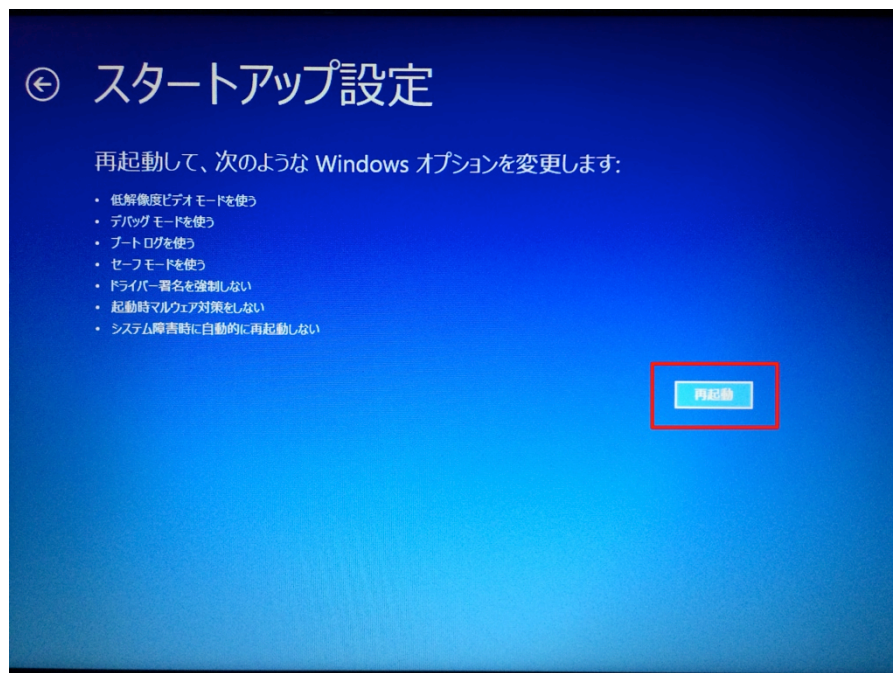 スタートアップ設定
再起動して、次のような Windows オプションを変更します:
• 低解像度ビデオ モードを使う
• デバッグ モードを使う
• ブート ログを使う
• セーフ モードを使う
• ドライバー署名を強制しない
• 起動時マルウェア対策をしない
• システム障害時に自動的に再起動しない
再起動